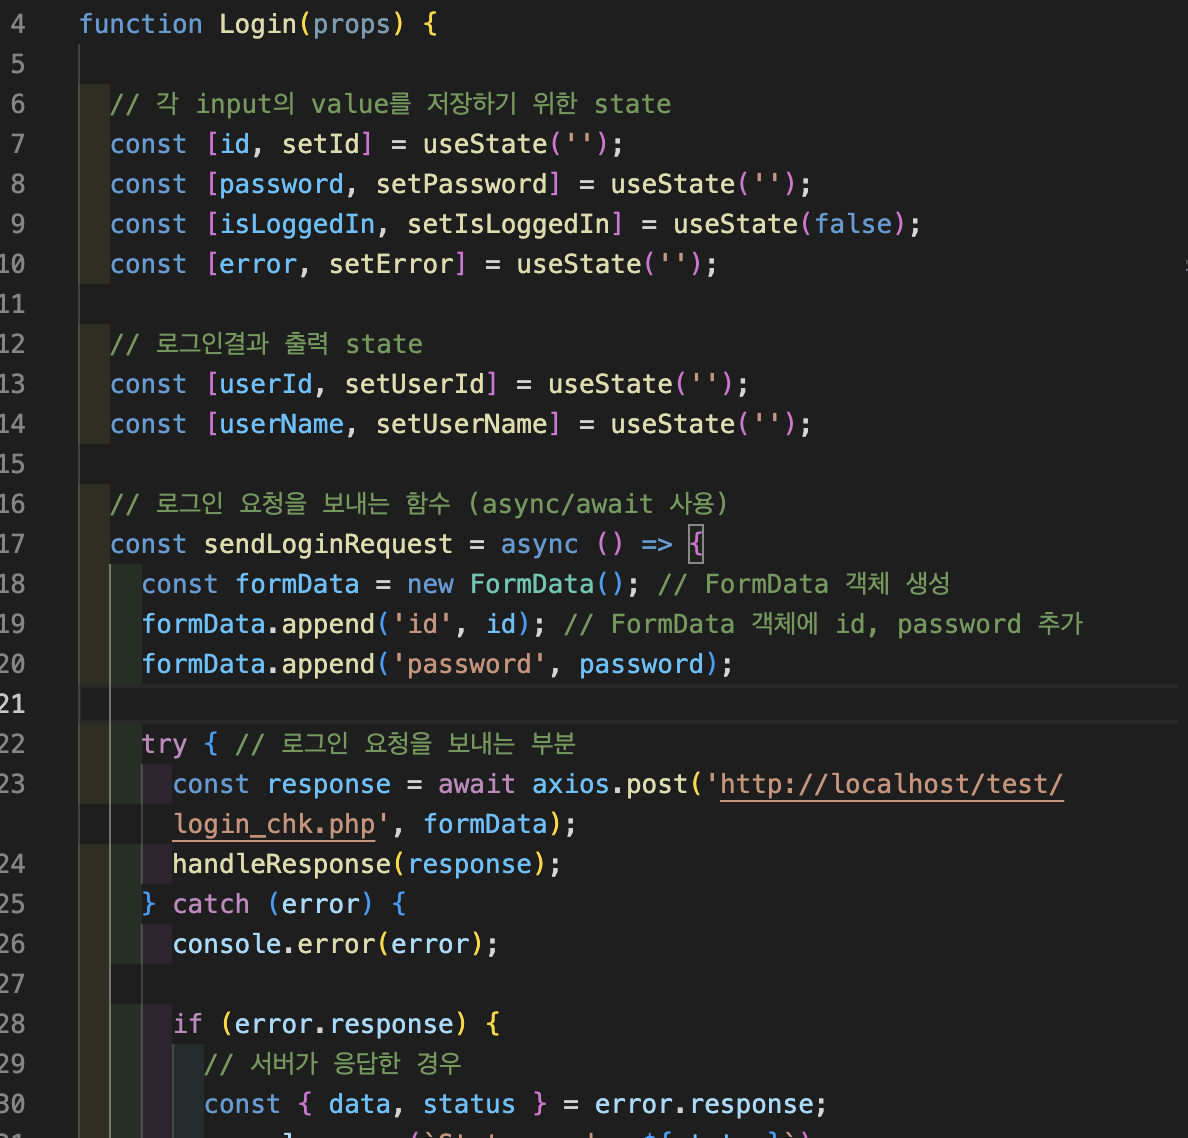 4 function Login(props) {
5
6 // 각 input의 value를 저장하기 위한 state
7 const [id, setId] = useState('');
8 const [password, setPassword] = useState('');
9 const [isLoggedIn, setIsLoggedIn] = useState(false);
10 const [error, setError] = useState('');
11
12 // 로그인결과 출력 state
13 const [userId, setUserId] = useState('');
14 const [userName, setUserName] = useState('');
15
16 // 로그인 요청을 보내는 함수 (async/await 사용)
17 const sendLoginRequest = async () => {
18 const formData = new FormData(); // FormData 객체 생성
19 formData.append('id', id); // FormData 객체에 id, password 추가
20 formData.append('password', password);
21
22 try { // 로그인 요청을 보내는 부분
23 const response = await axios.post('http://localhost/test/
login_chk.php', formData);
24 handleResponse(response);
25 } catch (error) {
26 console.error(error);
27
28 if (error.response) {
29 // 서버가 응답한 경우
30 const { data, status } = error.response;